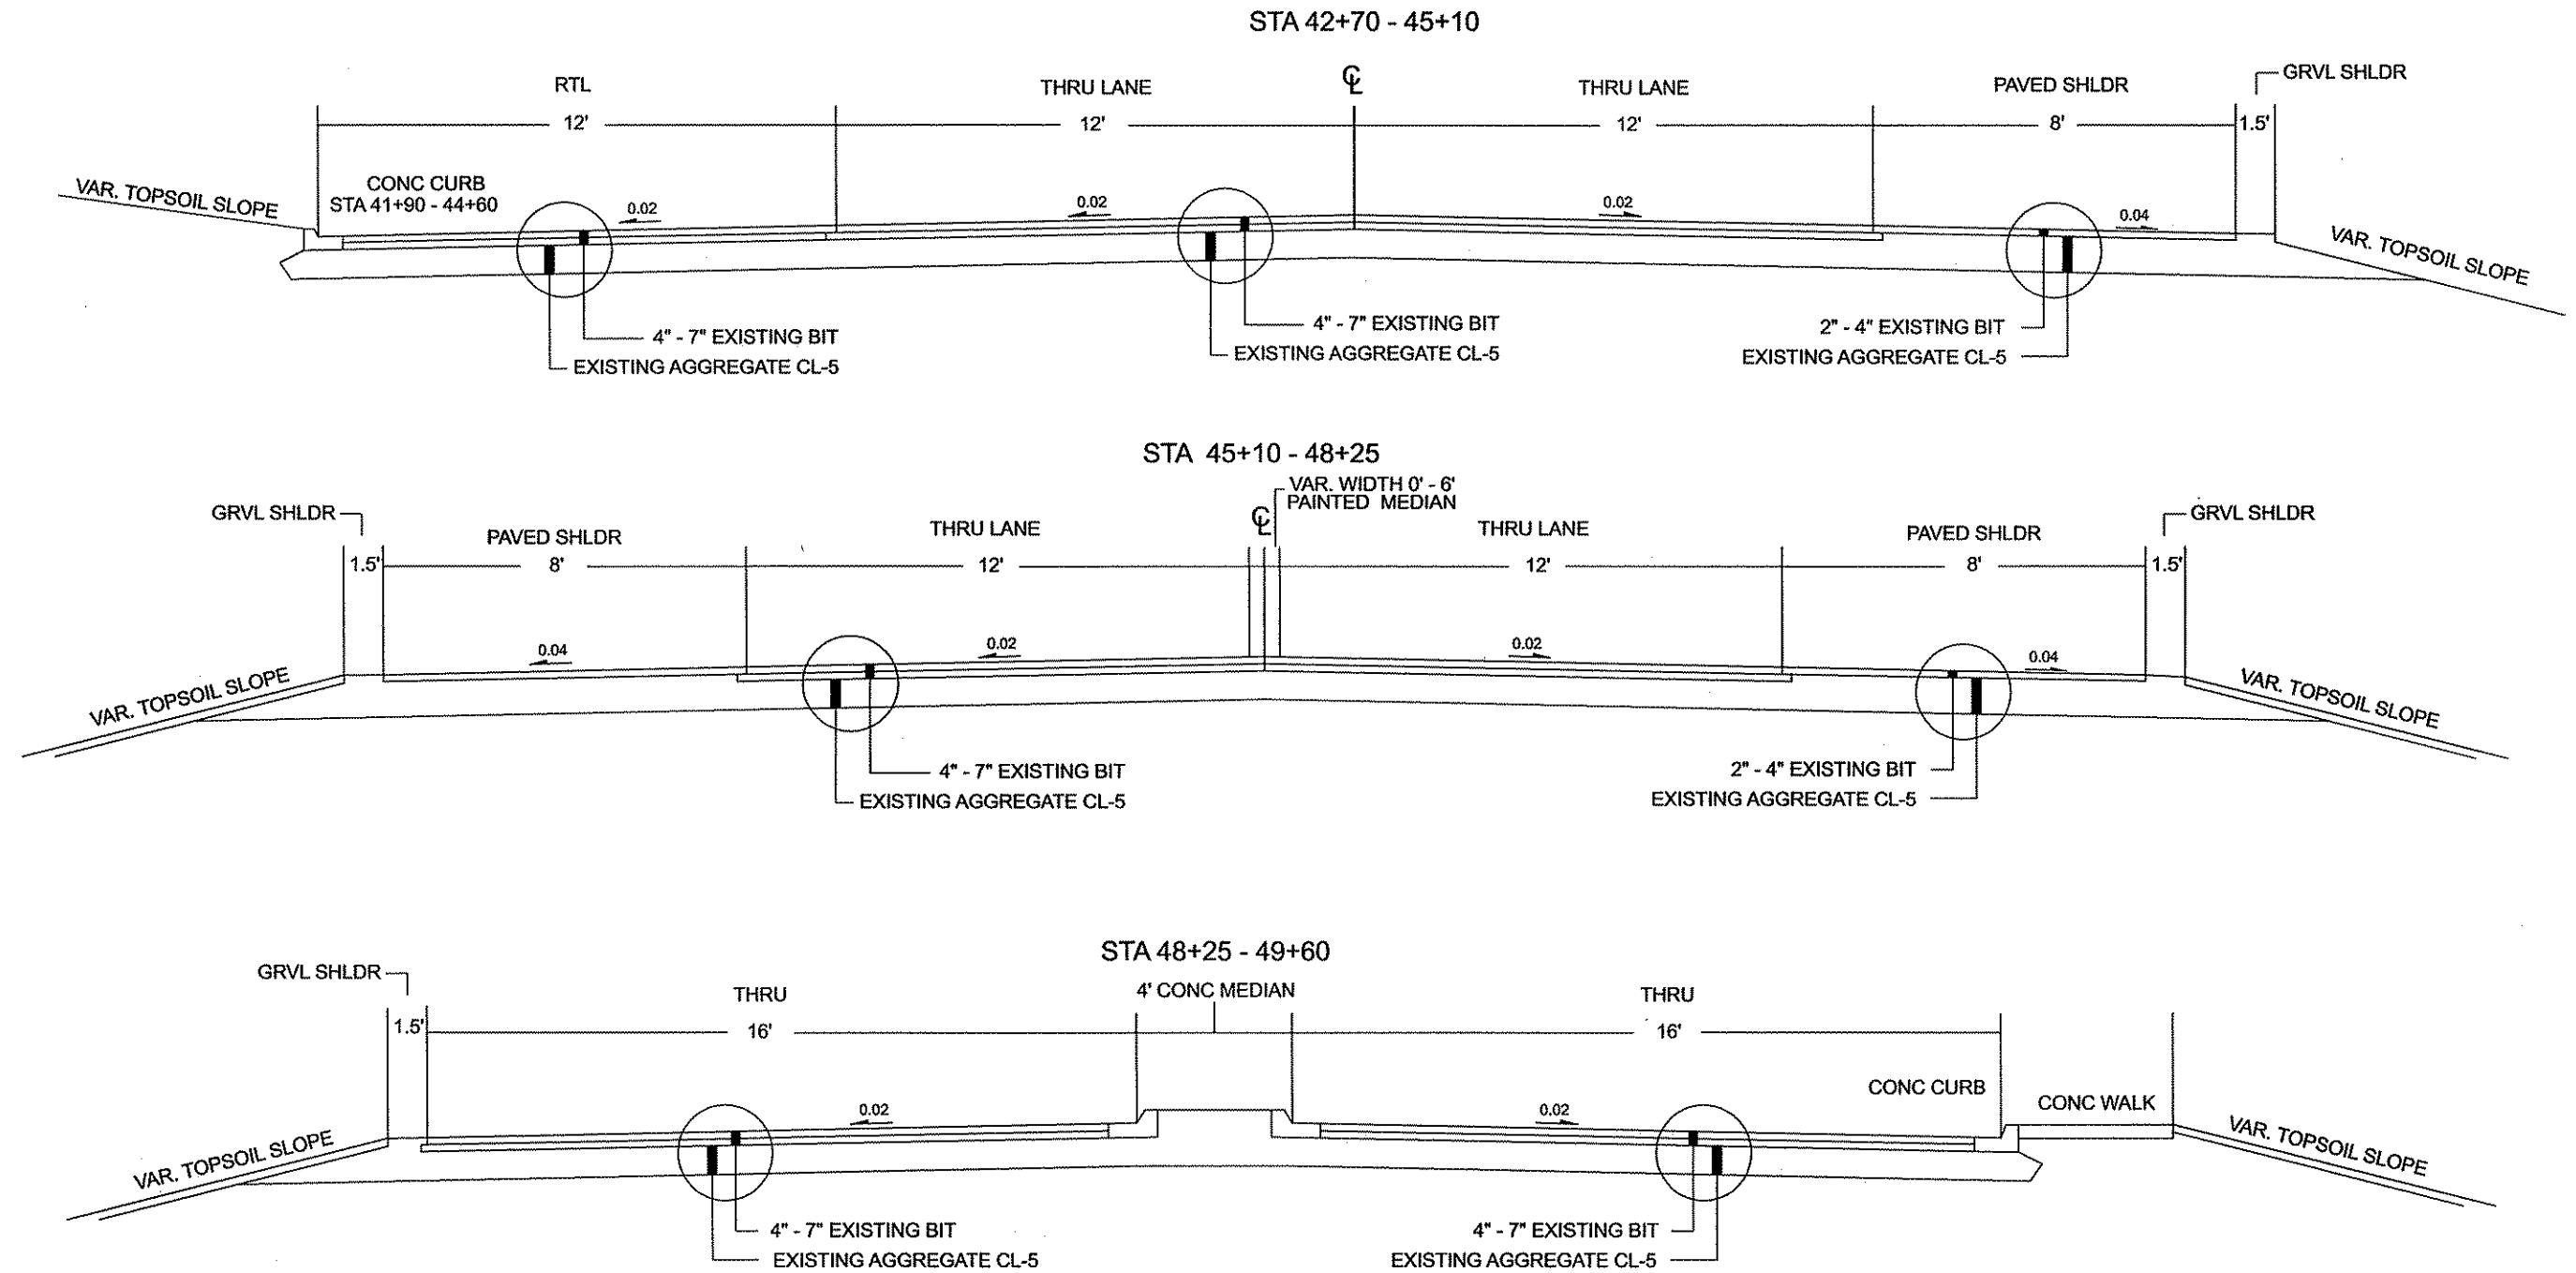 STA 42+70 - 45+10
RTL
THRU LANE
CL
THRU LANE
PAVED SHLDR
GRVL SHLDR
12'
12'
12'
8'
1.5'
VAR. TOPSOIL SLOPE
CONC CURB
STA 41+90 - 44+60
0.02
0.02
0.02
0.04
VAR. TOPSOIL SLOPE
4" - 7" EXISTING BIT
EXISTING AGGREGATE CL-5
4" - 7" EXISTING BIT
EXISTING AGGREGATE CL-5
2" - 4" EXISTING BIT
EXISTING AGGREGATE CL-5
STA 45+10 - 48+25
VAR. WIDTH 0' - 6'
PAINTED MEDIAN
GRVL SHLDR
PAVED SHLDR
THRU LANE
CL
THRU LANE
PAVED SHLDR
GRVL SHLDR
1.5'
8'
12'
12'
8'
1.5'
VAR. TOPSOIL SLOPE
0.04
0.02
0.02
0.04
VAR. TOPSOIL SLOPE
4" - 7" EXISTING BIT
EXISTING AGGREGATE CL-5
2" - 4" EXISTING BIT
EXISTING AGGREGATE CL-5
STA 48+25 - 49+60
GRVL SHLDR
THRU
4' CONC MEDIAN
THRU
1.5'
16'
16'
CONC CURB
CONC WALK
VAR. TOPSOIL SLOPE
0.02
0.02
VAR. TOPSOIL SLOPE
4" - 7" EXISTING BIT
EXISTING AGGREGATE CL-5
4" - 7" EXISTING BIT
EXISTING AGGREGATE CL-5